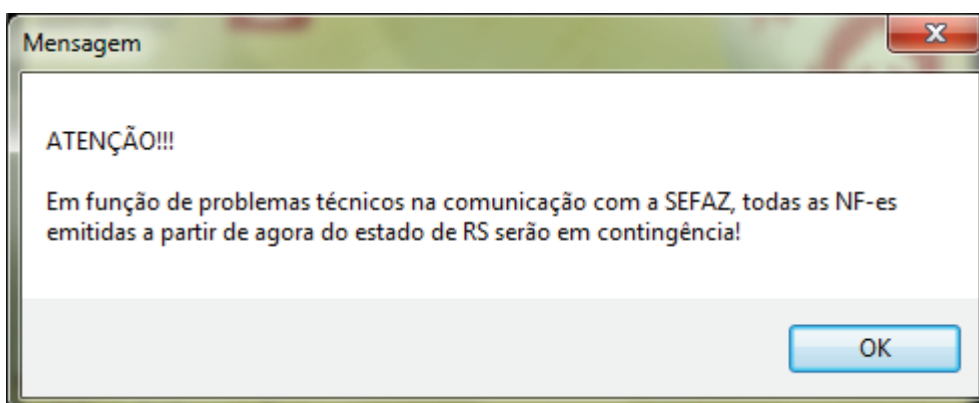 Mensagem
ATENÇÃO!!!
Em função de problemas técnicos na comunicação com a SEFAZ, todas as NF-es
emitidas a partir de agora do estado de RS serão em contingência!
OK